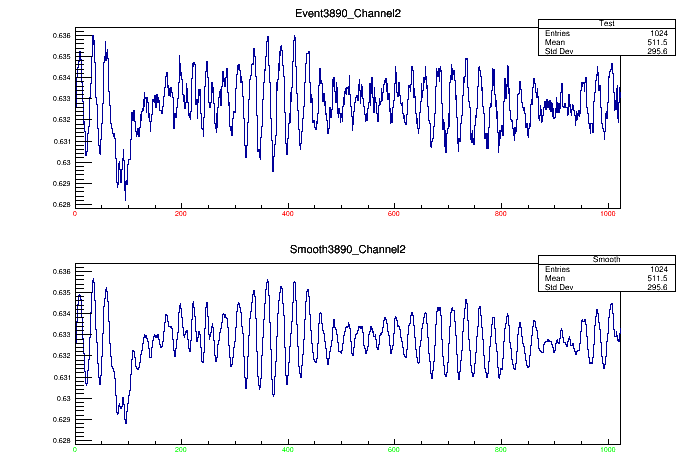 Event3890_Channel2
Test
Entries 1024
Mean 511.5
Std Dev 295.6
0.636
0.635
0.634
0.633
0.632
0.631
0.63
0.629
0.628
0 200 400 600 800 1000
Smooth3890_Channel2
Smooth
Entries 1024
Mean 511.5
Std Dev 295.6
0.636
0.635
0.634
0.633
0.632
0.631
0.63
0.629
0.628
0 200 400 600 800 1000